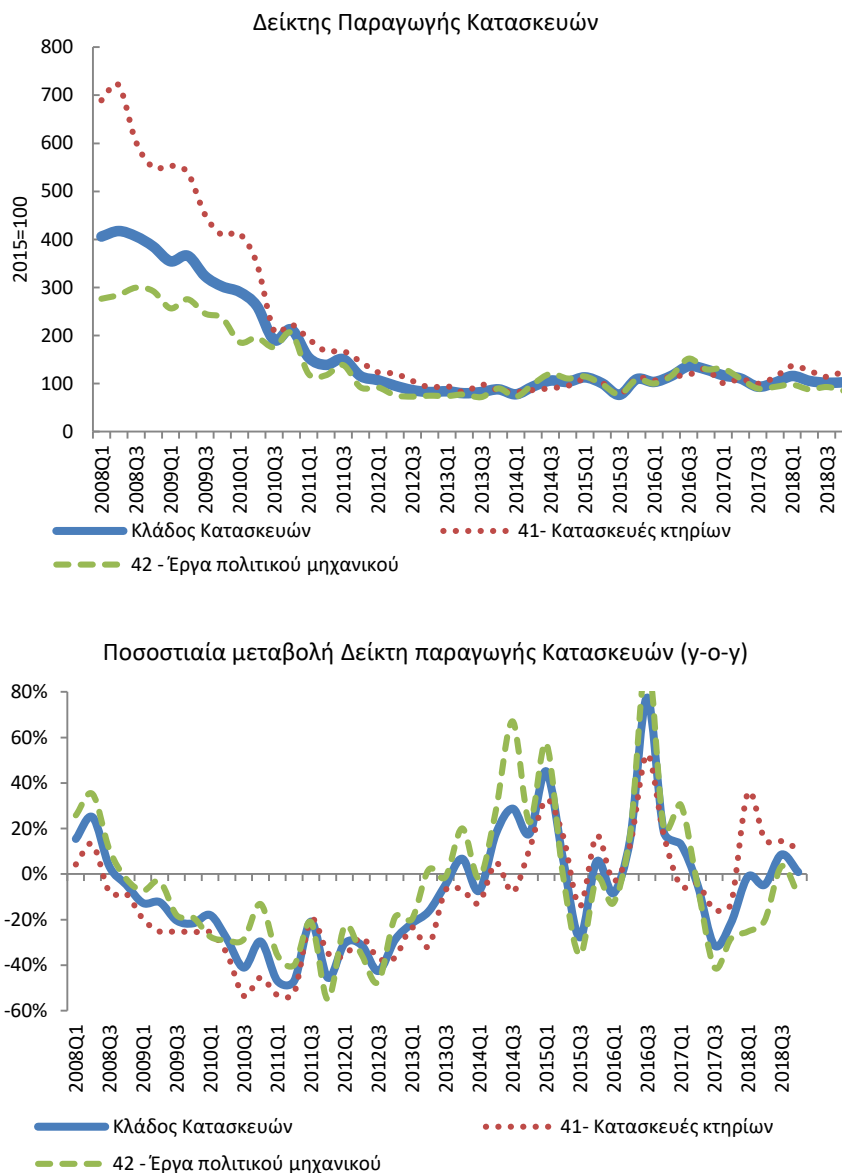 Δείκτης Παραγωγής Κατασκευών
800
700
600
500
400
300
200
100
0
2015=100
2008Q1
2008Q3
2009Q1
2009Q3
2010Q1
2010Q3
2011Q1
2011Q3
2012Q1
2012Q3
2013Q1
2013Q3
2014Q1
2014Q3
2015Q1
2015Q3
2016Q1
2016Q3
2017Q1
2017Q3
2018Q1
2018Q3
Κλάδος Κατασκευών
41- Κατασκευές κτηρίων
42 - Έργα πολιτικού μηχανικού
Ποσοστιαία μεταβολή Δείκτη παραγωγής Κατασκευών (y-o-y)
80%
60%
40%
20%
0%
-20%
-40%
-60%
2008Q1
2008Q3
2009Q1
2009Q3
2010Q1
2010Q3
2011Q1
2011Q3
2012Q1
2012Q3
2013Q1
2013Q3
2014Q1
2014Q3
2015Q1
2015Q3
2016Q1
2016Q3
2017Q1
2017Q3
2018Q1
2018Q3
Κλάδος Κατασκευών
41- Κατασκευές κτηρίων
42 - Έργα πολιτικού μηχανικού